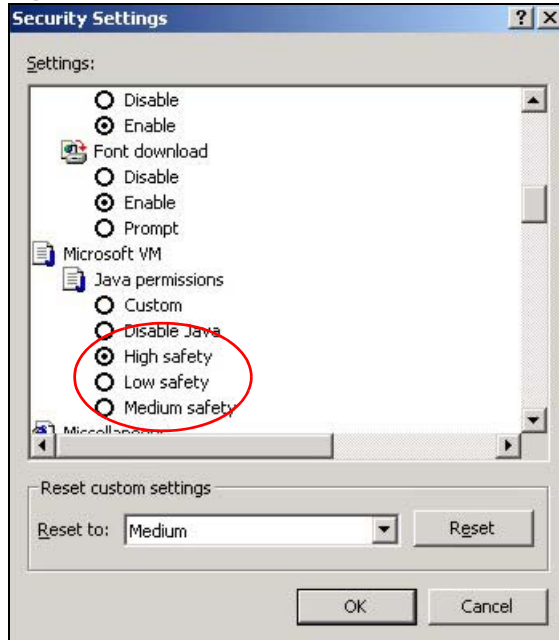 Security Settings
Settings:
Disable
Enable
Font download
Disable
Enable
Prompt
Microsoft VM
Java permissions
Custom
Disable Java
High safety
Low safety
Medium safety
Miscellaneous
Reset custom settings
Reset to: Medium Reset
OK Cancel